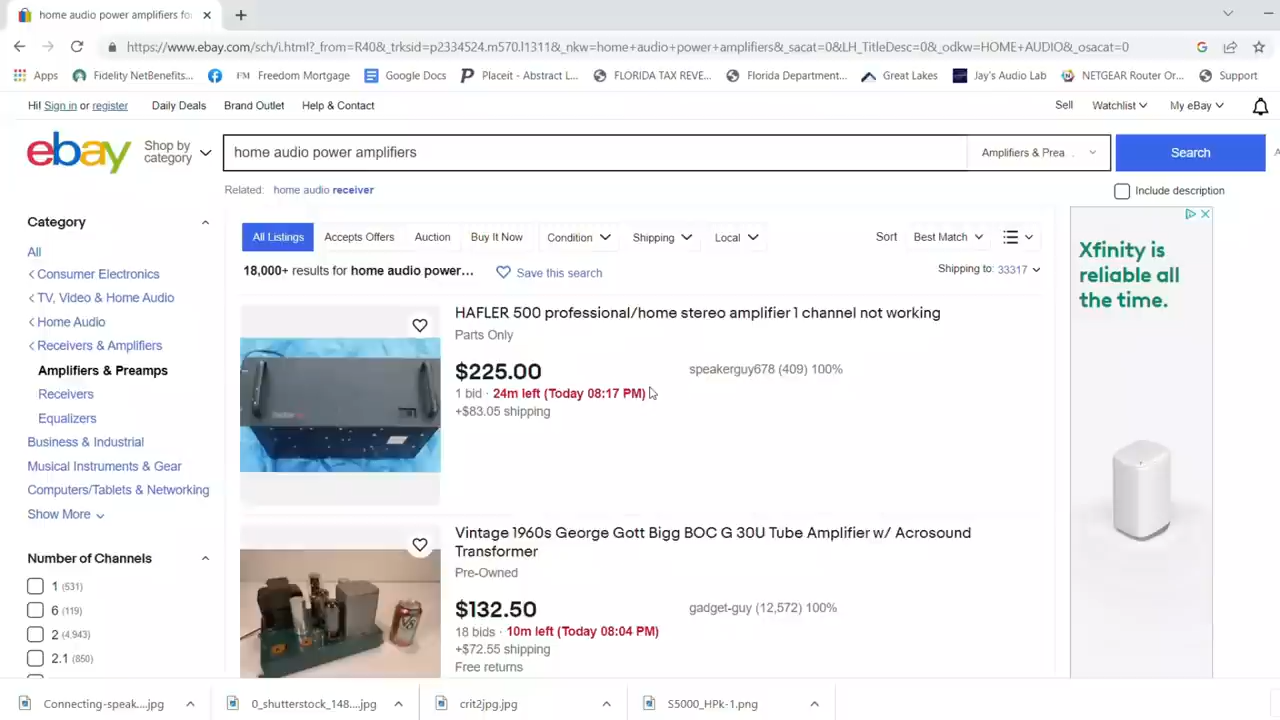 home audio power amplifiers fo
https://www.ebay.com/sch/i.html?_from=R40&_trksid=p2334524.m570.l1311&_nkw=home+audio+power+amplifiers&_sacat=0&LH_TitleDesc=0&_odkw=HOME+AUDIO&_osacat=0
Apps Fidelity NetBenefits... FM Freedom Mortgage Google Docs Placeit - Abstract L... FLORIDA TAX REVE... Florida Department... Great Lakes Jay's Audio Lab NETGEAR Router Or... Support
Hi! Sign in or register Daily Deals Brand Outlet Help & Contact Sell Watchlist My eBay
ebay Shop by category home audio power amplifiers Amplifiers & Prea Search
Related: home audio receiver Include description
Category
All
Consumer Electronics
TV, Video & Home Audio
Home Audio
Receivers & Amplifiers
Amplifiers & Preamps
Receivers
Equalizers
Business & Industrial
Musical Instruments & Gear
Computers/Tablets & Networking
Show More
Number of Channels
1 (531)
6 (119)
2 (4,943)
2.1 (850)
All Listings Accepts Offers Auction Buy It Now Condition Shipping Local Sort Best Match
18,000+ results for home audio power... Save this search Shipping to: 33317
HAFLER 500 professional/home stereo amplifier 1 channel not working
Parts Only
$225.00 speakerguy678 (409) 100%
1 bid · 24m left (Today 08:17 PM)
+$83.05 shipping
Vintage 1960s George Gott Bigg BOC G 30U Tube Amplifier w/ Acrosound
Transformer
Pre-Owned
$132.50 gadget-guy (12,572) 100%
18 bids · 10m left (Today 08:04 PM)
+$72.55 shipping
Free returns
Xfinity is
reliable all
the time.
Connecting-speak....jpg 0_shutterstock_148....jpg crit2jpg.jpg S5000_HPk-1.png